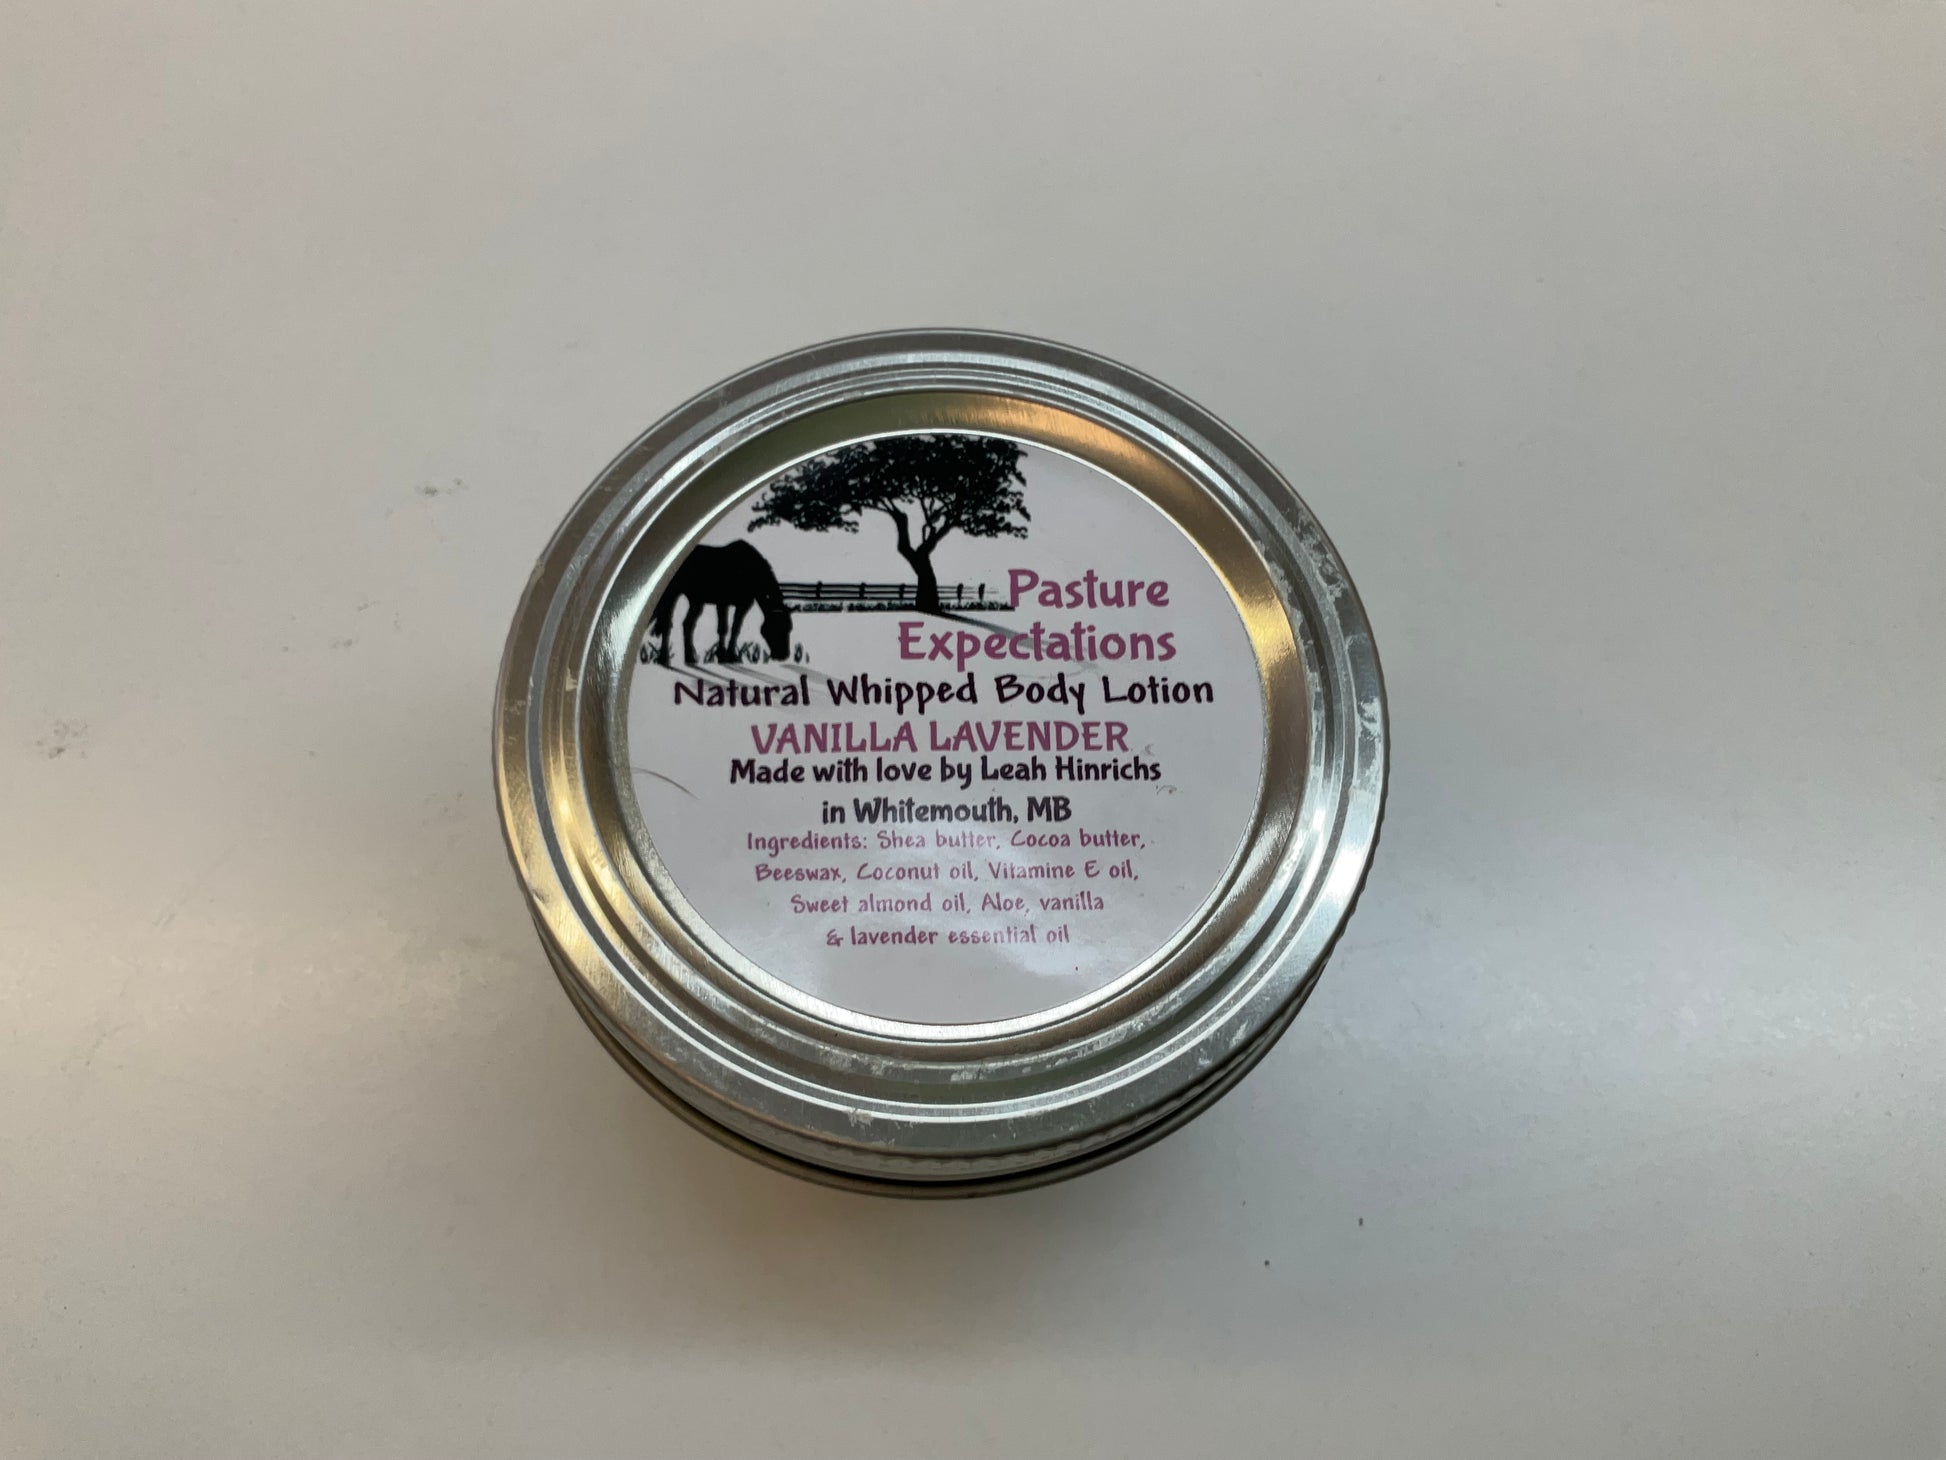 Pasture
Expectations
Natural Whipped Body Lotion
VANILLA LAVENDER
Made with love by Leah Hinrichs
in Whitemouth, MB
Ingredients: Shea butter, Cocoa butter,
Beeswax, Coconut oil, Vitamine E oil,
Sweet almond oil, Aloe, vanilla
& lavender essential oil